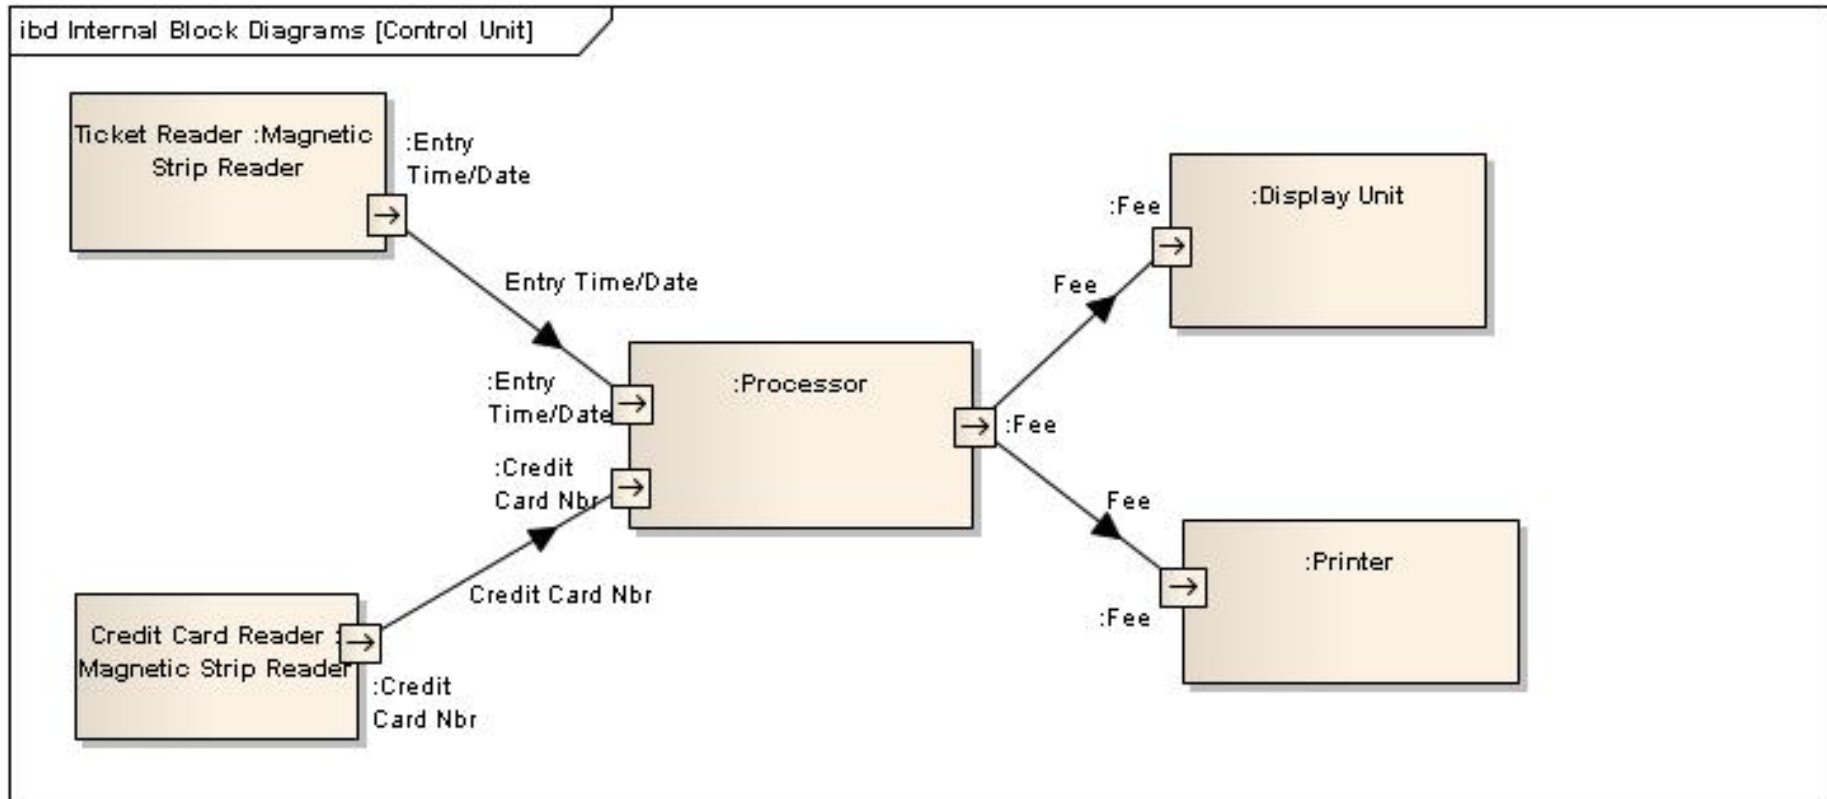 ibd Internal Block Diagrams [Control Unit]
Ticket Reader :Magnetic
Strip Reader
:Entry
Time/Date
Entry Time/Date
:Entry
Time/Date
:Credit
Card Nbr
:Processor
:Fee
Credit Card Reader :
Magnetic Strip Reader
:Credit
Card Nbr
Credit Card Nbr
Fee
:Fee
:Display Unit
Fee
:Fee
:Printer